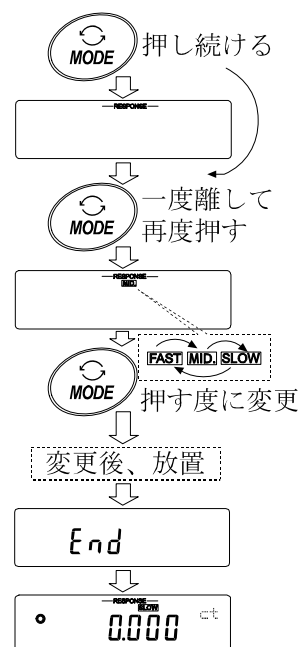 MODE
押し続ける
RESPONSE
MODE
一度離して
再度押す
RESPONSE
MID.
FAST MID. SLOW
MODE
押す度に変更
変更後、放置
End
RESPONSE
SLOW
0.000 ct